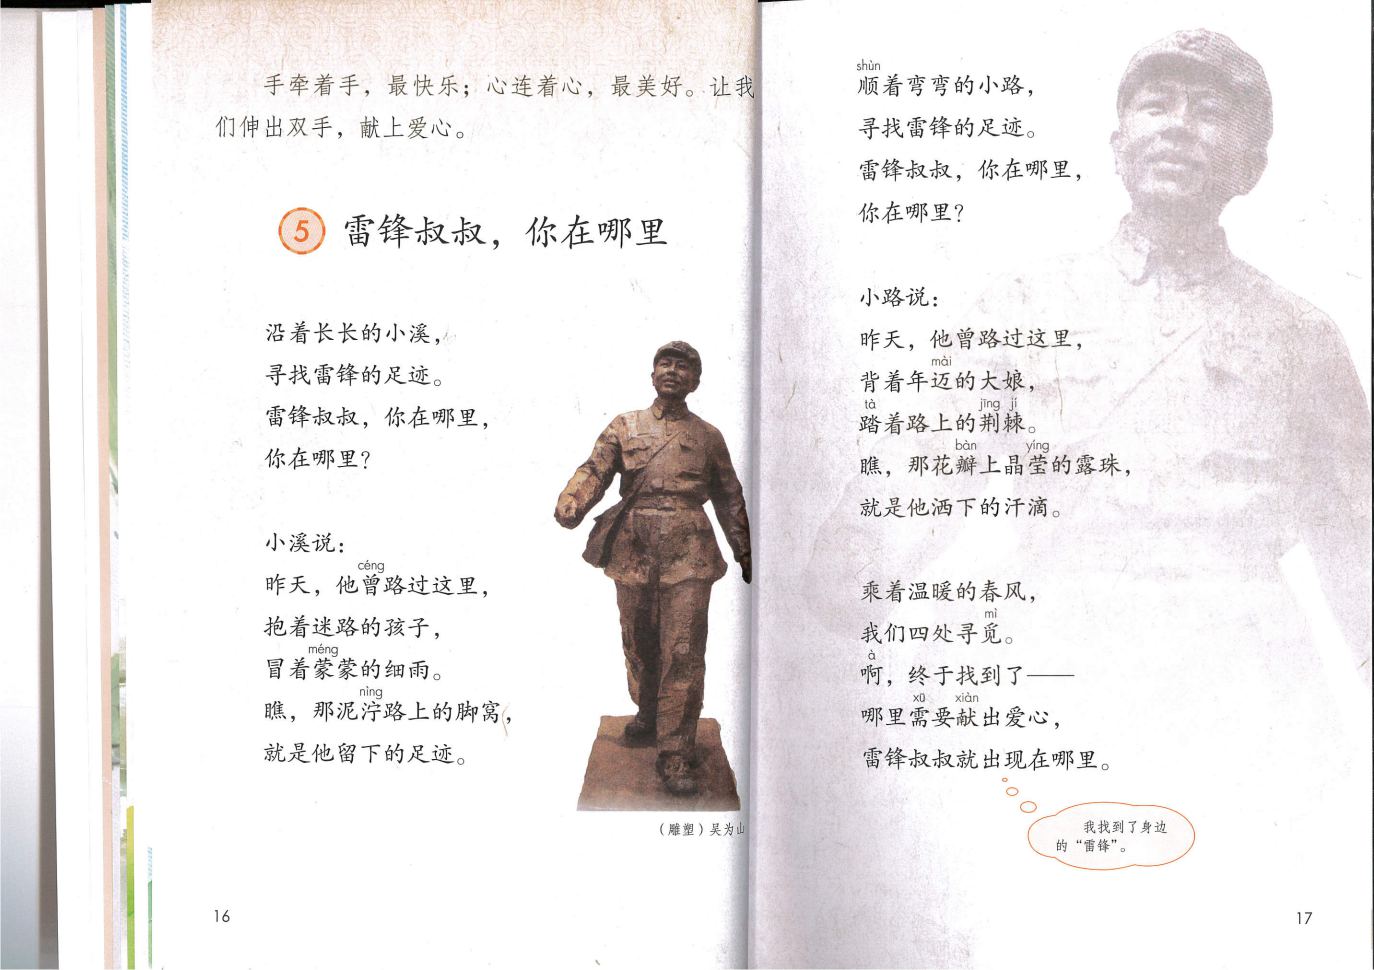 手牵着手，最快乐；心连着心，最美好。让我
们伸出双手，献上爱心。
5 雷锋叔叔，你在哪里
沿着长长的小溪，
寻找雷锋的足迹。
雷锋叔叔，你在哪里，
你在哪里？
小溪说：
céng
昨天，他曾路过这里，
抱着迷路的孩子，
méng
冒着蒙蒙的细雨。
nìng
瞧，那泥泞路上的脚窝，
就是他留下的足迹。
（雕塑）吴为山
16
shùn
顺着弯弯的小路，
寻找雷锋的足迹。
雷锋叔叔，你在哪里，
你在哪里？
小路说：
昨天，他曾路过这里，
mài
背着年迈的大娘，
tà jīng jí
踏着路上的荆棘。
bàn yíng
瞧，那花瓣上晶莹的露珠，
就是他洒下的汗滴。
乘着温暖的春风，
mì
我们四处寻觅。
à
啊，终于找到了——
xū xiàn
哪里需要献出爱心，
雷锋叔叔就出现在哪里。
我找到了身边
的“雷锋”。
17